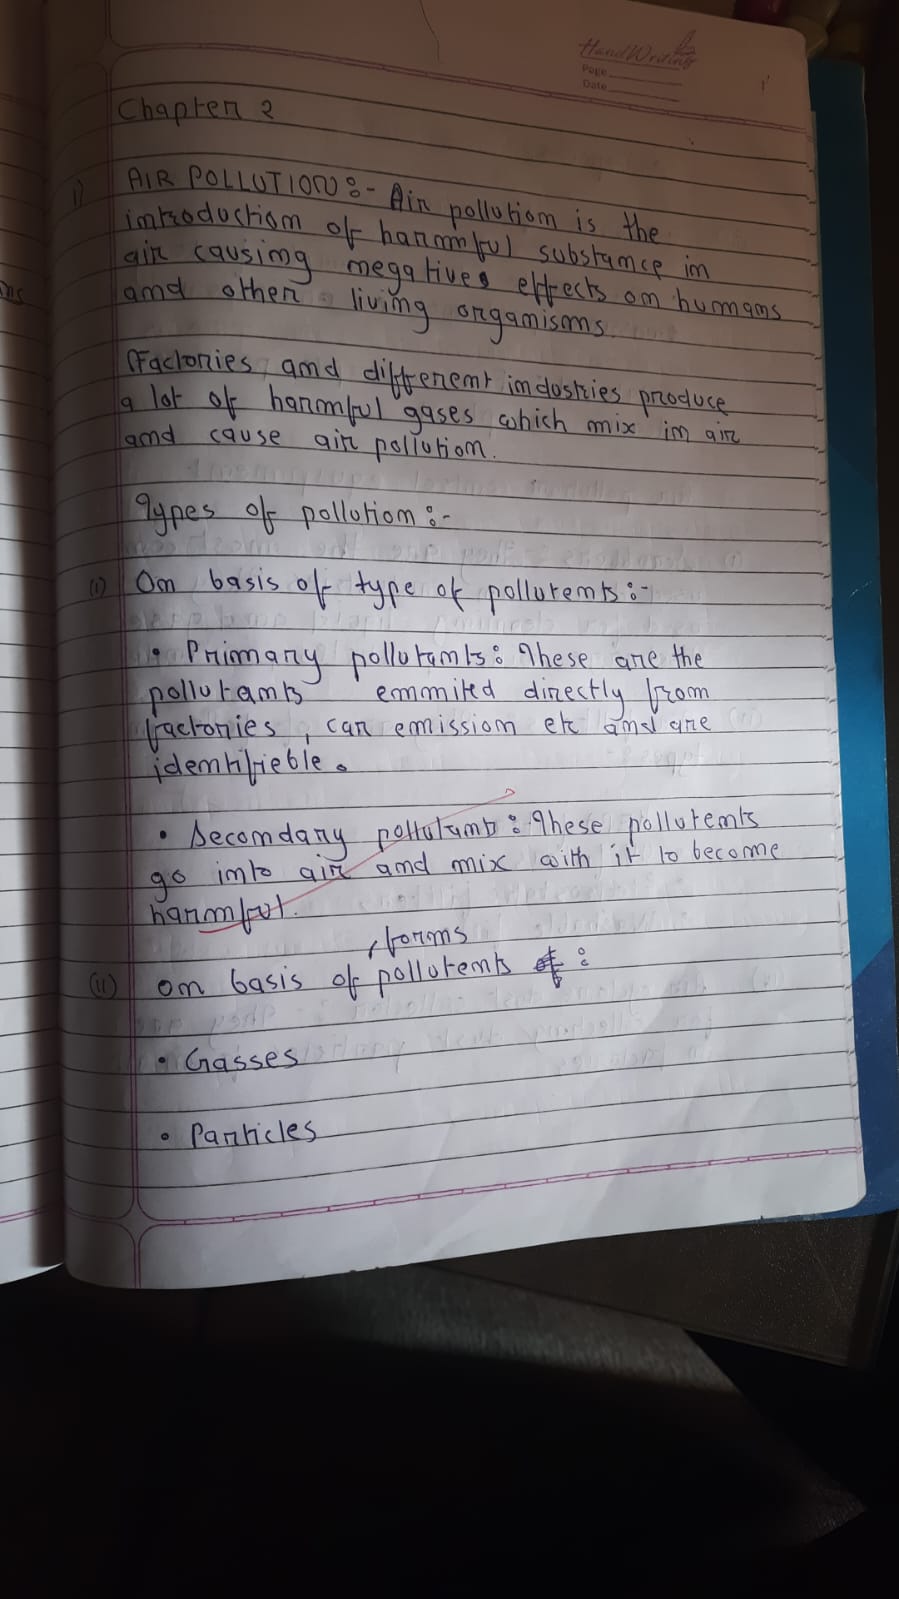 HandWriting
Page
Date
Chapter 2
1) AIR POLLUTION :- Air pollution is the
introduction of harmful substance in
air causing negatives effects on humans
and other living organisms.
Factories and different industries produce
a lot of harmful gases which mix in air
and cause air pollution.
Types of pollution :-
(i) On basis of type of pollutents :-
• Primary pollutants : These are the
pollutants emmited directly from
factories, car emission etc and are
identifieble.
• Secondary pollutants : These pollutents
go into air and mix with it to become
harmful.
, forms
(ii) on basis of pollutents of :
• Gasses
• Particles